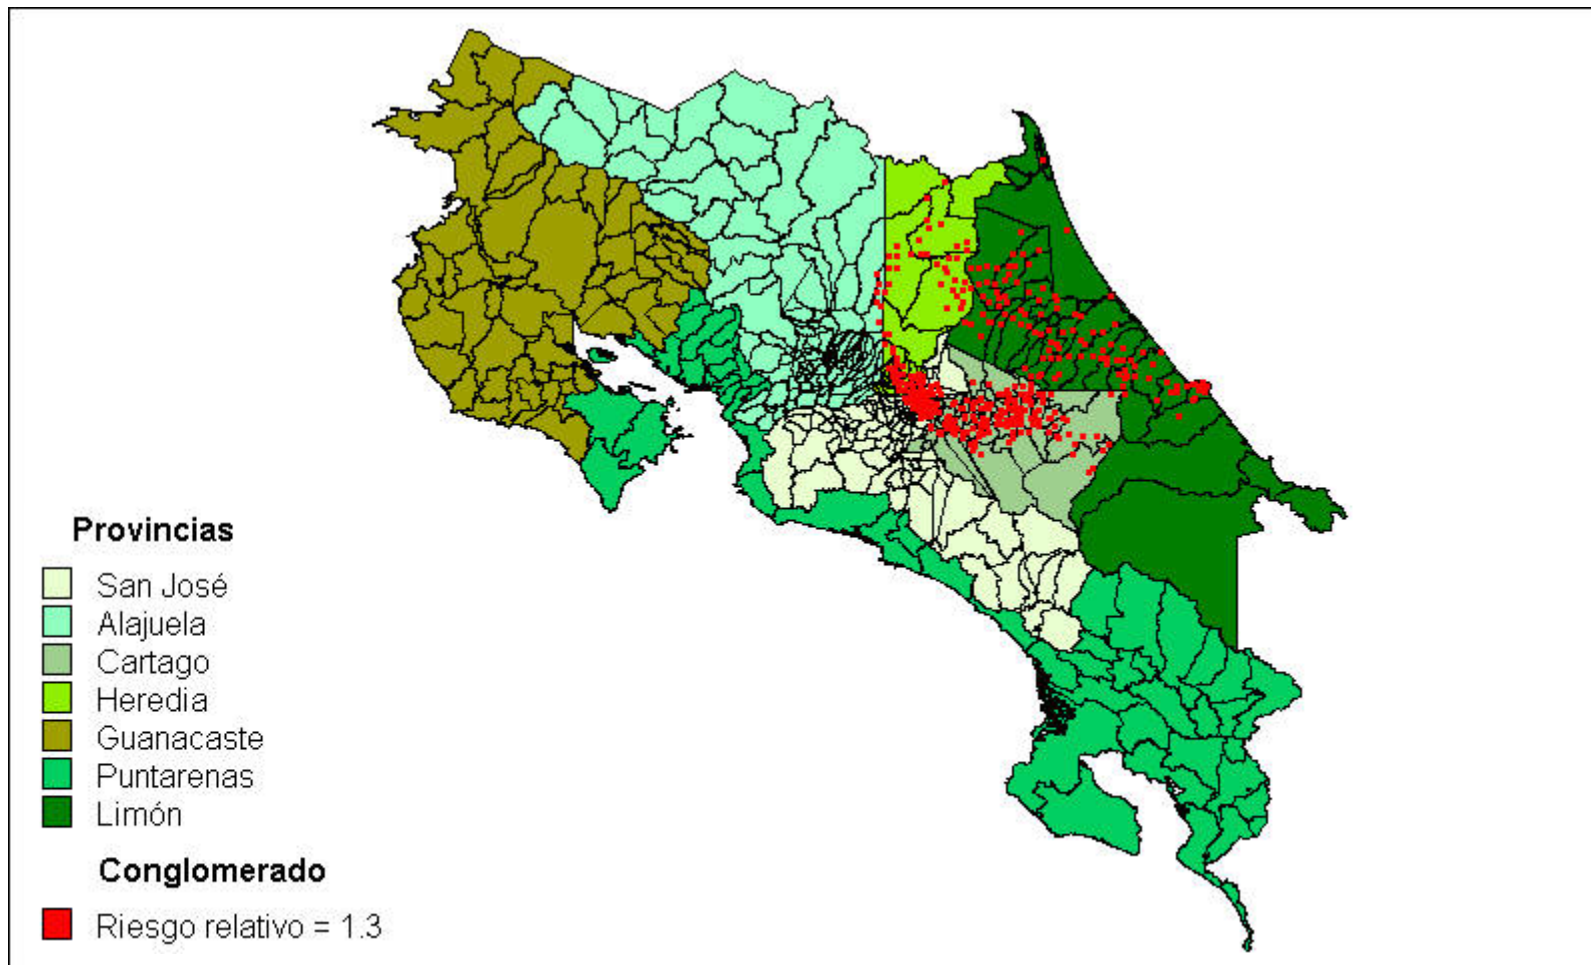 Provincias
San José
Alajuela
Cartago
Heredia
Guanacaste
Puntarenas
Limón
Conglomerado
Riesgo relativo = 1.3